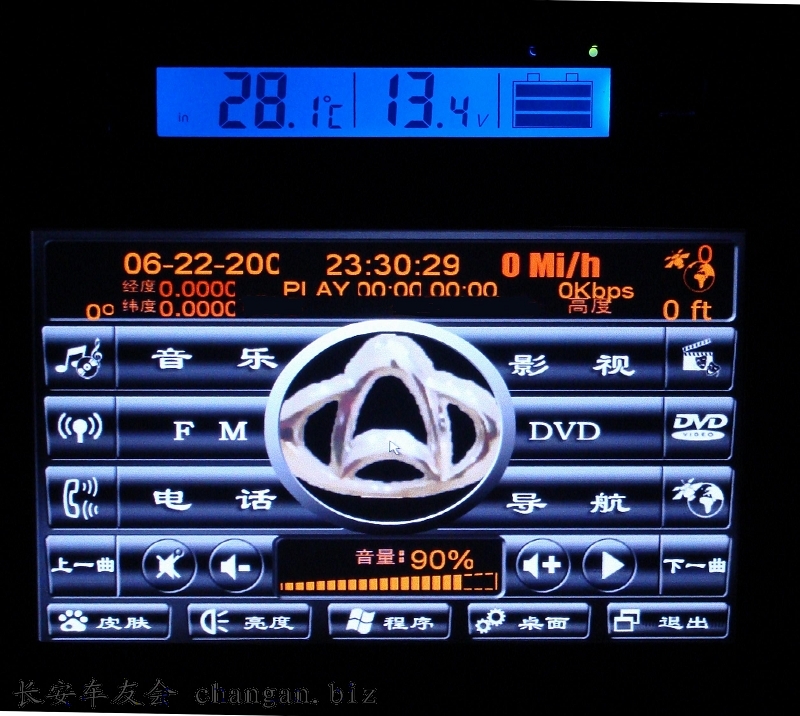 in 28.1℃ 13.4V
06-22-200 23:30:29 0 Mi/h 0
经度 0.0000 PLAY 00:00 00:00 0Kbps
0° 纬度 0.0000 高度 0 ft
音 乐 影 视
F M DVD DVD VIDEO
电 话 导 航
上一曲 音量: 90% 下一曲
皮肤 亮度 程序 桌面 退出
长安车友会 changan.biz